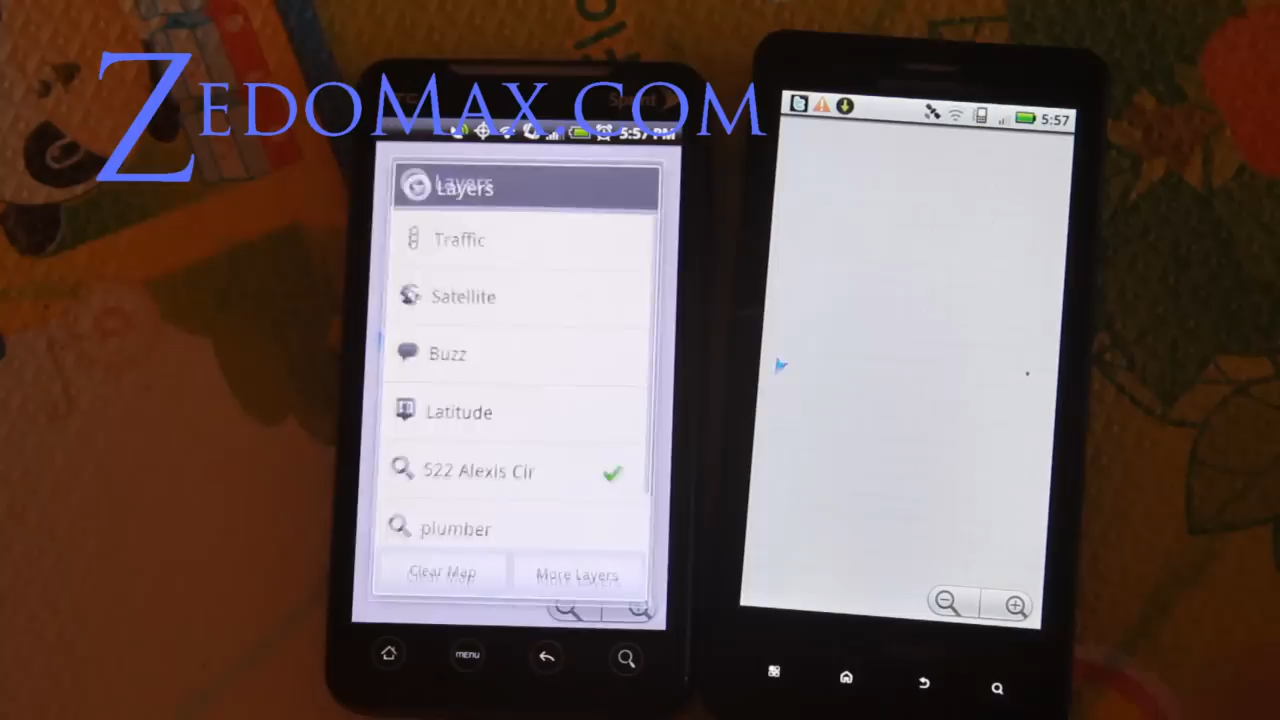 ZEDOMAX.COM
Sprint
5:57 PM
5:57
Layers
Traffic
Satellite
Buzz
Latitude
522 Alexis Cir
plumber
Clear Map
More Layers
MENU